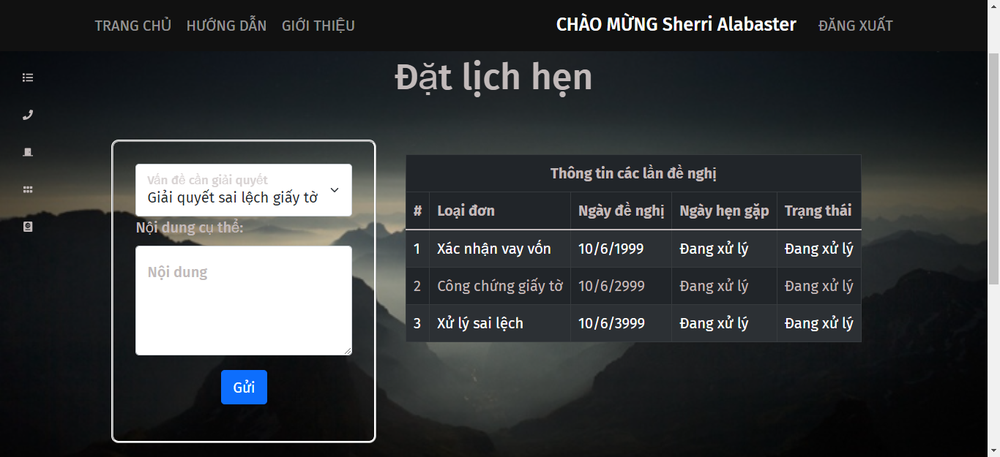 TRANG CHỦ HƯỚNG DẪN GIỚI THIỆU CHÀO MỪNG Sherri Alabaster ĐĂNG XUẤT
Đặt lịch hẹn
Vấn đề cần giải quyết
Giải quyết sai lệch giấy tờ
Nội dung cụ thể:
Nội dung
Gửi
Thông tin các lần đề nghị
# Loại đơn Ngày đề nghị Ngày hẹn gặp Trạng thái
1 Xác nhận vay vốn 10/6/1999 Đang xử lý Đang xử lý
2 Công chứng giấy tờ 10/6/2999 Đang xử lý Đang xử lý
3 Xử lý sai lệch 10/6/3999 Đang xử lý Đang xử lý